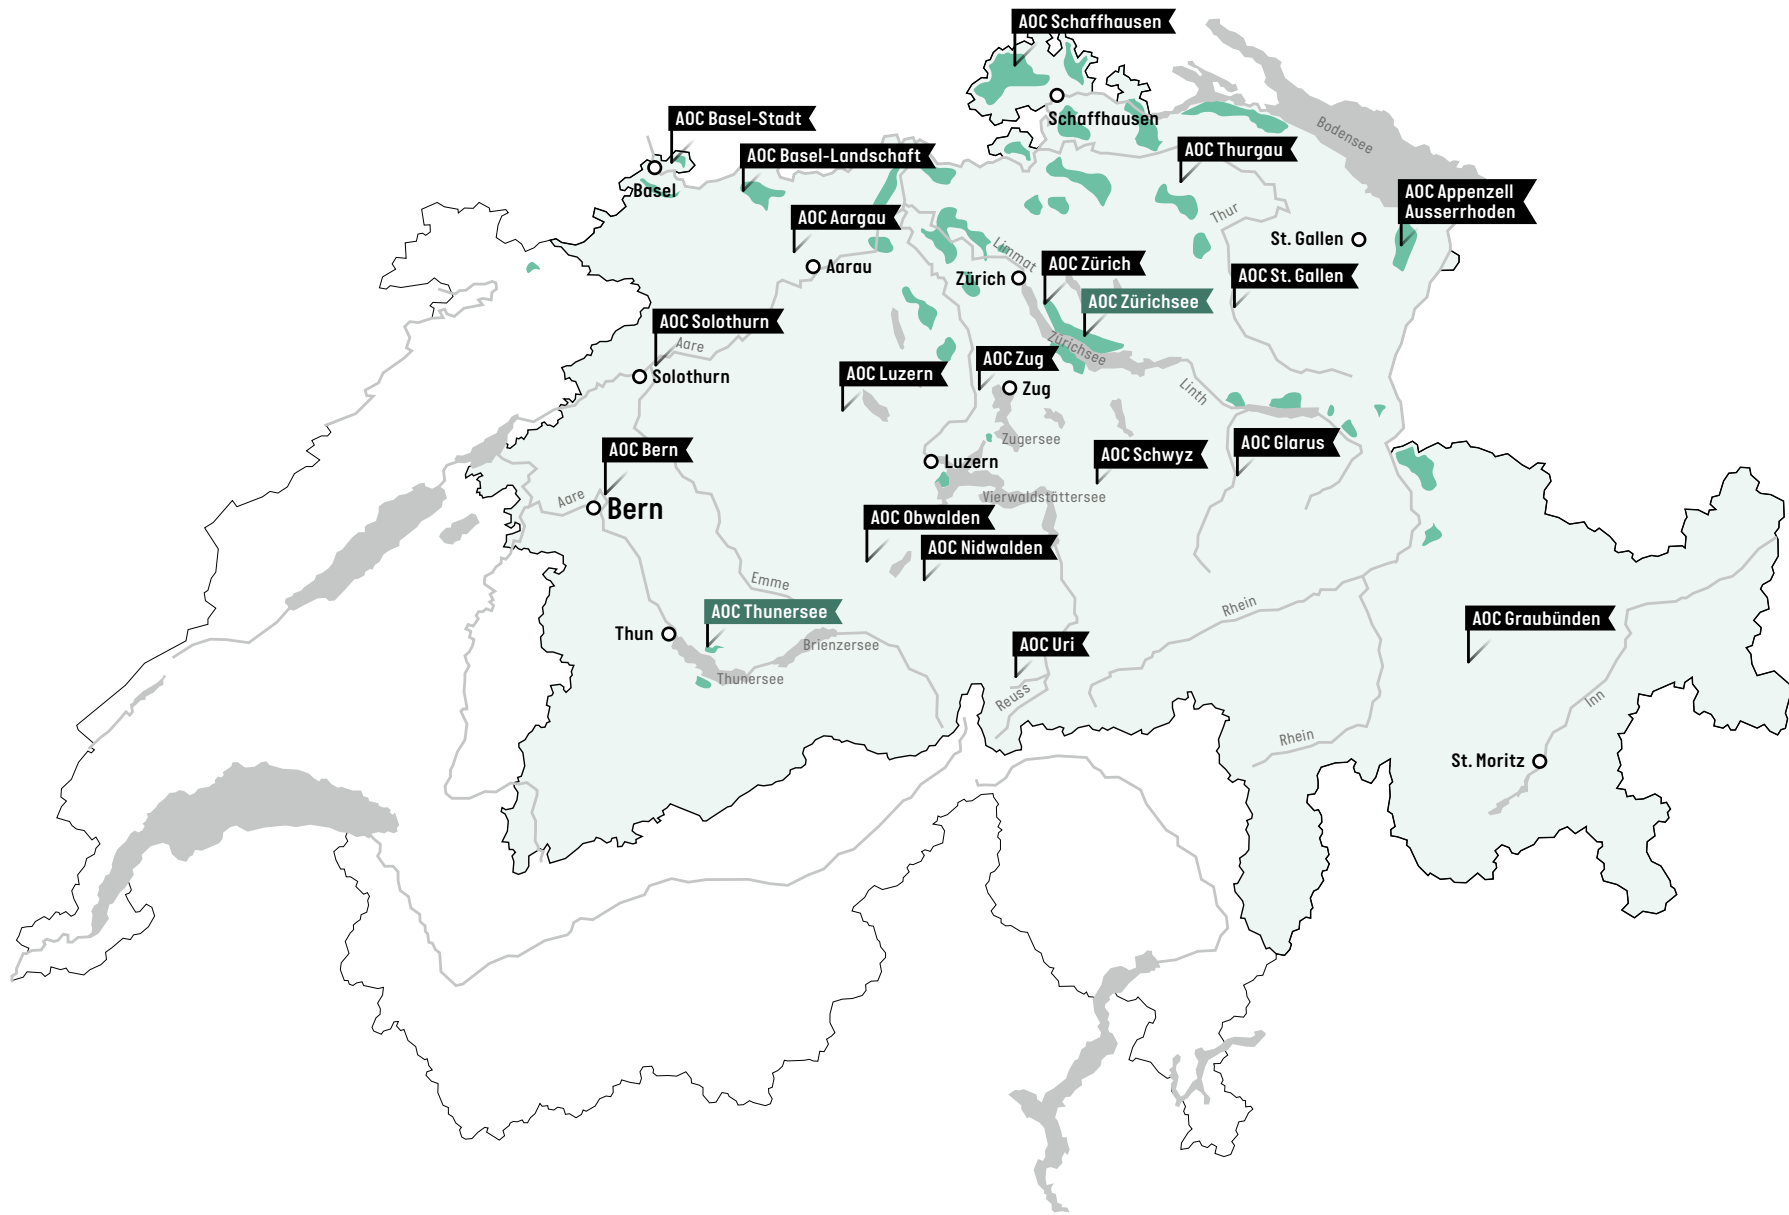 AOC Schaffhausen
Schaffhausen
AOC Basel-Stadt
Basel
AOC Basel-Landschaft
AOC Thurgau
Bodensee
AOC Appenzell
Ausserrhoden
AOC Aargau
Aarau
Thur
St. Gallen
Limmat
Zürich
AOC Zürich
AOC St. Gallen
AOC Zürichsee
Zürichsee
AOC Solothurn
Aare
Solothurn
AOC Luzern
AOC Zug
Zug
Linth
Zugersee
AOC Bern
Aare
Bern
Luzern
AOC Schwyz
AOC Glarus
Vierwaldstättersee
AOC Obwalden
AOC Nidwalden
Emme
AOC Thunersee
Thun
Brienzersee
Thunersee
Rhein
AOC Graubünden
AOC Uri
Reuss
Inn
Rhein
St. Moritz